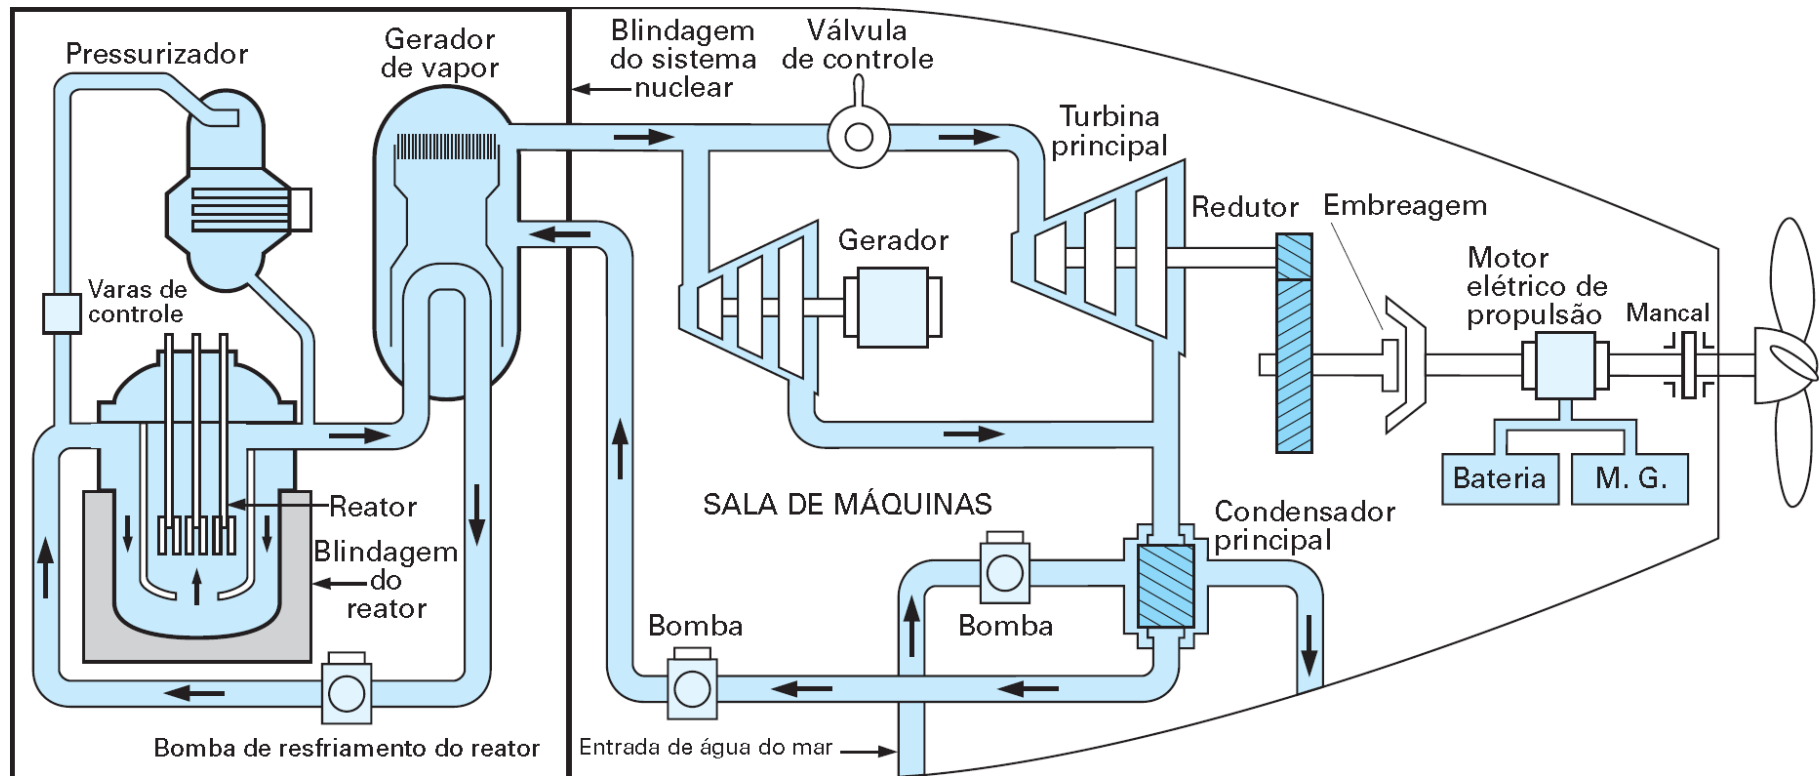 Pressurizador
Gerador
de vapor
Blindagem
do sistema
nuclear
Válvula
de controle
Turbina
principal
Redutor
Embreagem
Gerador
Motor
elétrico de
propulsão
Mancal
Varas de
controle
Bateria
M. G.
Reator
SALA DE MÁQUINAS
Condensador
principal
Blindagem
do
reator
Bomba
Bomba
Bomba de resfriamento do reator
Entrada de água do mar